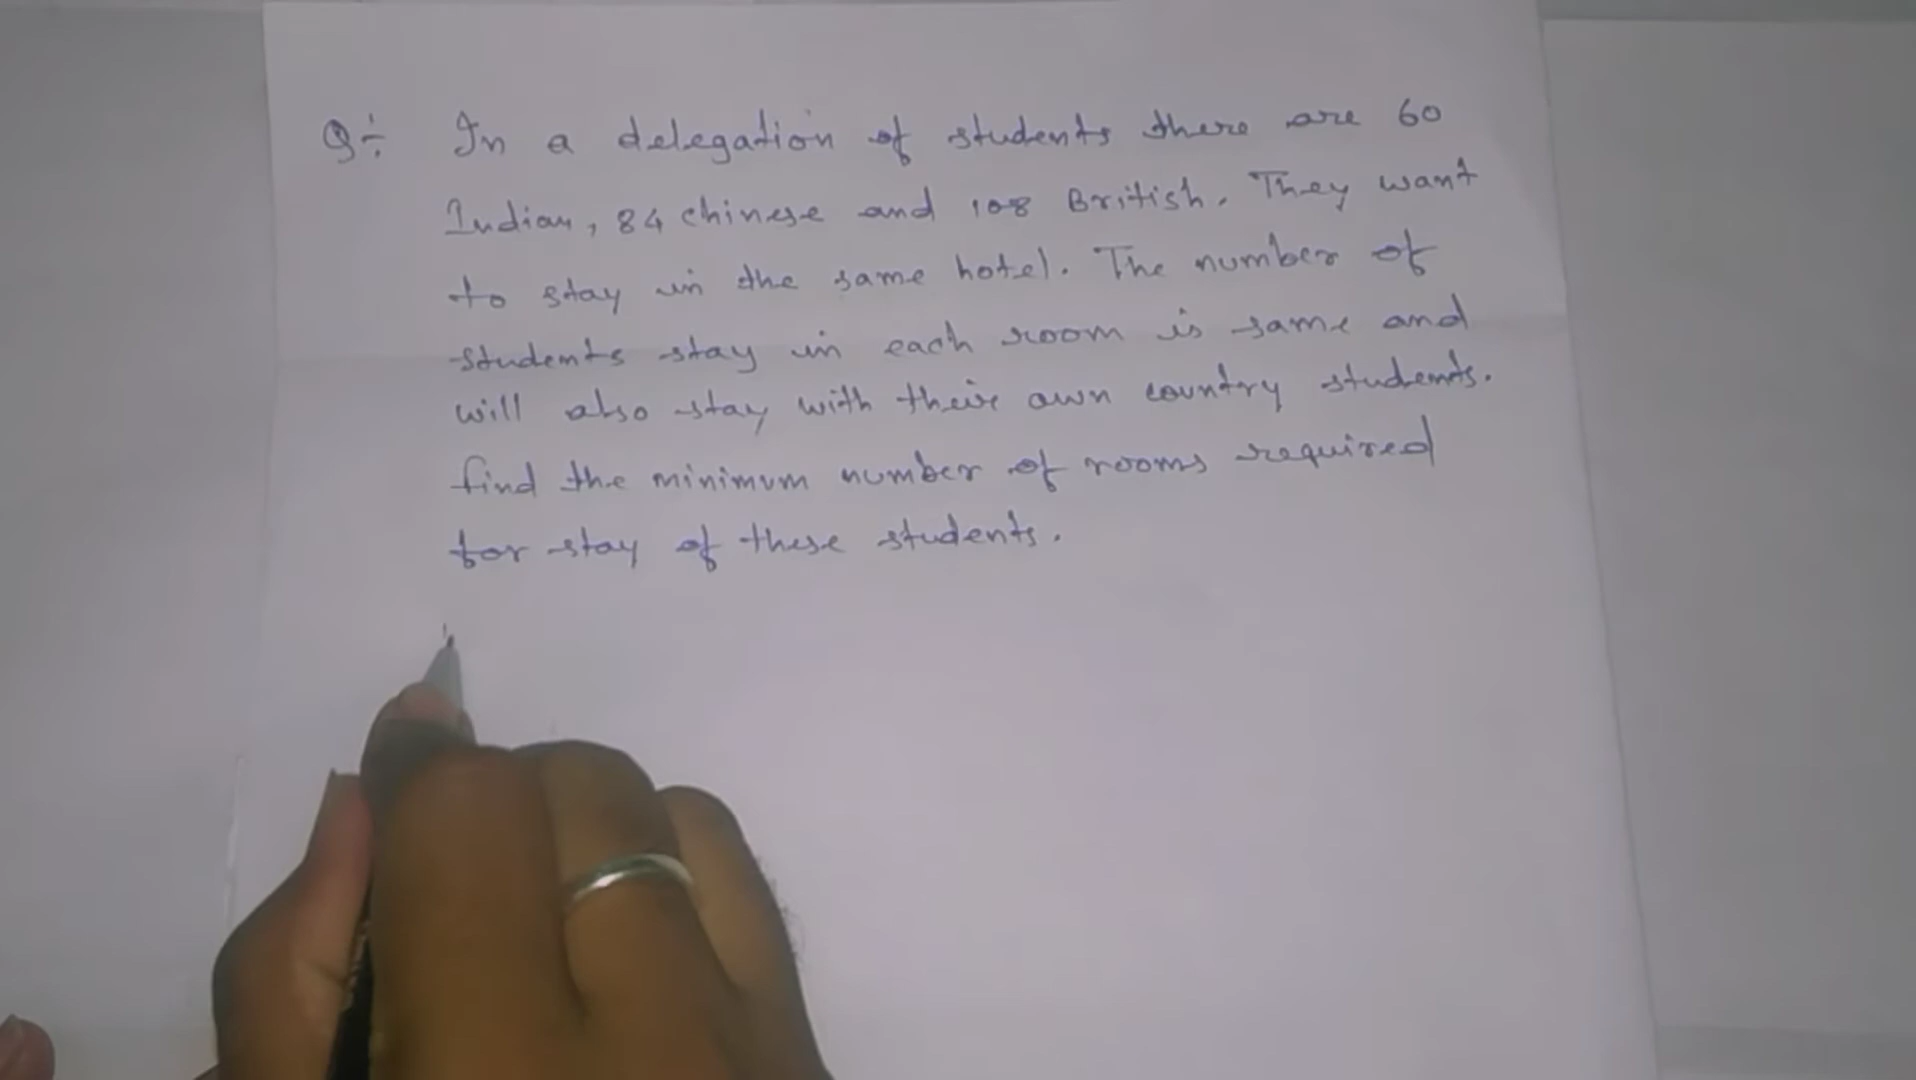 Q÷ In a delegation of students there are 60
Indian, 84 chinese and 108 British. They want
to stay in the same hotel. The number of
students stay in each room is same and
will also stay with their own country students.
find the minimum number of rooms required
for stay of these students.